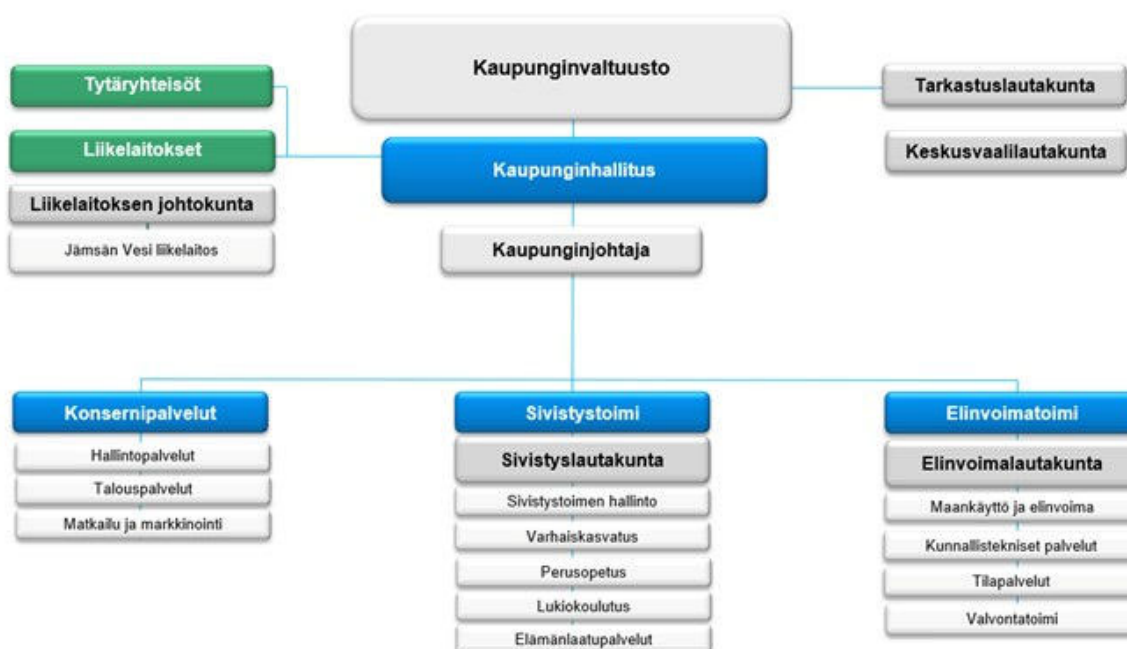 Kaupunginvaltuusto
Tytäryhteisöt
Tarkastuslautakunta
Liikelaitokset
Keskusvaalilautakunta
Kaupunginhallitus
Liikelaitoksen johtokunta
Jämsän Vesi liikelaitos
Kaupunginjohtaja
Konsernipalvelut
Hallintopalvelut
Talouspalvelut
Matkailu ja markkinointi
Sivistystoimi
Sivistyslautakunta
Sivistystoimen hallinto
Varhaiskasvatus
Perusopetus
Lukiokoulutus
Elämänlaatupalvelut
Elinvoimatoimi
Elinvoimalautakunta
Maankäyttö ja elinvoima
Kunnallistekniset palvelut
Tilapalvelut
Valvontatoimi